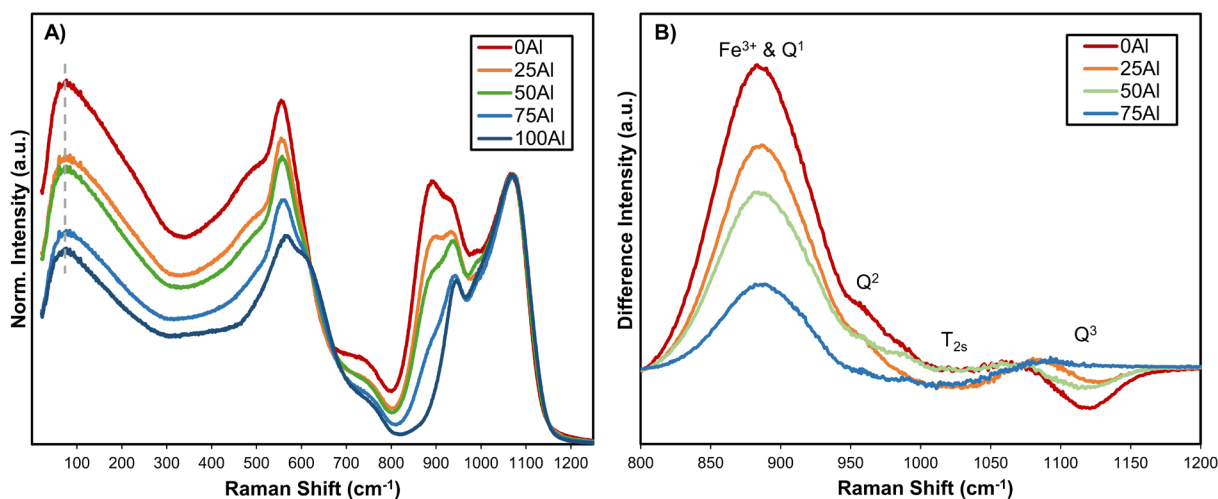 A)
0Al
25Al
50Al
75Al
100Al
Norm. Intensity (a.u.)
100 200 300 400 500 600 700 800 900 1000 1100 1200
Raman Shift (cm⁻¹)
B)
Fe³⁺ & Q¹
0Al
25Al
50Al
75Al
Q²
T₂ₛ
Q³
Difference Intensity (a.u.)
800 850 900 950 1000 1050 1100 1150 1200
Raman Shift (cm⁻¹)